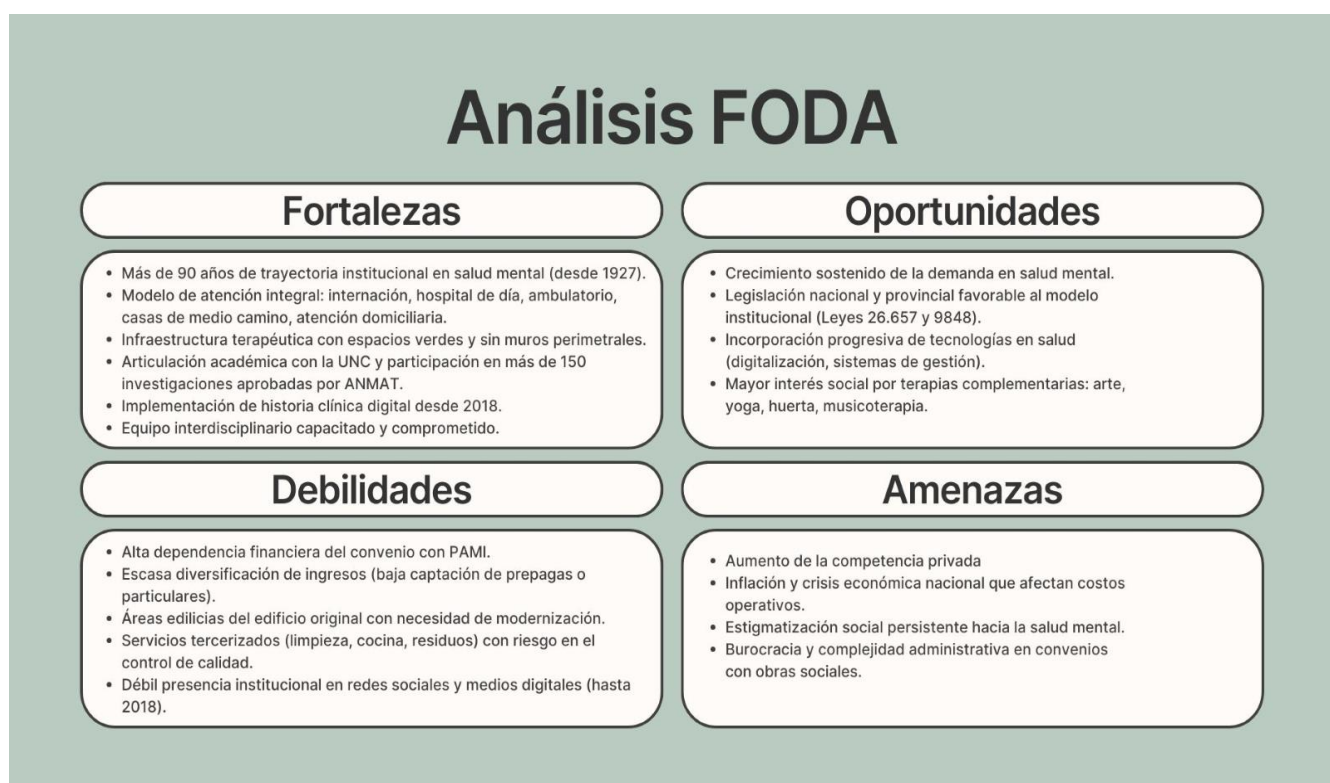 Análisis FODA
Fortalezas
• Más de 90 años de trayectoria institucional en salud mental (desde 1927).
• Modelo de atención integral: internación, hospital de día, ambulatorio,
casas de medio camino, atención domiciliaria.
• Infraestructura terapéutica con espacios verdes y sin muros perimetrales.
• Articulación académica con la UNC y participación en más de 150
investigaciones aprobadas por ANMAT.
• Implementación de historia clínica digital desde 2018.
• Equipo interdisciplinario capacitado y comprometido.
Oportunidades
• Crecimiento sostenido de la demanda en salud mental.
• Legislación nacional y provincial favorable al modelo
institucional (Leyes 26.657 y 9848).
• Incorporación progresiva de tecnologías en salud
(digitalización, sistemas de gestión).
• Mayor interés social por terapias complementarias: arte,
yoga, huerta, musicoterapia.
Debilidades
• Alta dependencia financiera del convenio con PAMI.
• Escasa diversificación de ingresos (baja captación de prepagas o
particulares).
• Áreas edilicias del edificio original con necesidad de modernización.
• Servicios tercerizados (limpieza, cocina, residuos) con riesgo en el
control de calidad.
• Débil presencia institucional en redes sociales y medios digitales (hasta
2018).
Amenazas
• Aumento de la competencia privada
• Inflación y crisis económica nacional que afectan costos
operativos.
• Estigmatización social persistente hacia la salud mental.
• Burocracia y complejidad administrativa en convenios
con obras sociales.